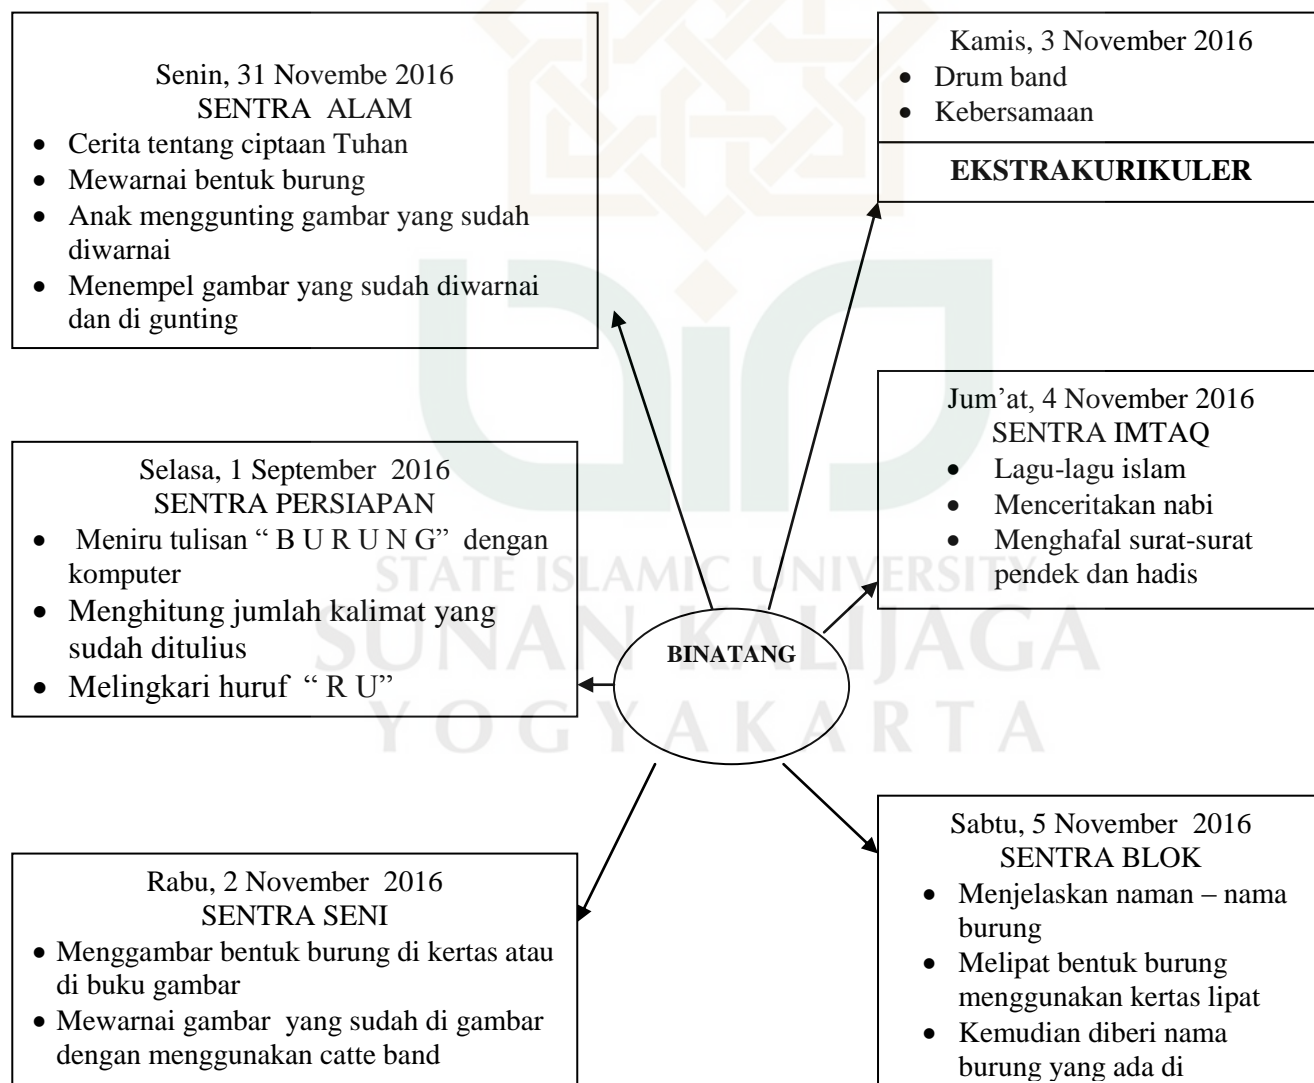 Senin, 31 Novembe 2016
SENTRA  ALAM
• Cerita tentang ciptaan Tuhan
• Mewarnai bentuk burung
• Anak menggunting gambar yang sudah
diwarnai
• Menempel gambar yang sudah diwarnai
dan di gunting
Kamis, 3 November 2016
• Drum band
• Kebersamaan
EKSTRAKURIKULER
Jum’at, 4 November 2016
SENTRA IMTAQ
• Lagu-lagu islam
• Menceritakan nabi
• Menghafal surat-surat
pendek dan hadis
Selasa, 1 September  2016
SENTRA PERSIAPAN
• Meniru tulisan “ B U R U N G”  dengan
komputer
• Menghitung jumlah kalimat yang
sudah ditulius
• Melingkari huruf  “ R U”
BINATANG
Rabu, 2 November  2016
SENTRA SENI
• Menggambar bentuk burung di kertas atau
di buku gambar
• Mewarnai gambar  yang sudah di gambar
dengan menggunakan catte band
Sabtu, 5 November  2016
SENTRA BLOK
• Menjelaskan naman – nama
burung
• Melipat bentuk burung
menggunakan kertas lipat
• Kemudian diberi nama
burung yang ada di
STATE ISLAMIC UNIVERSITY
SUNAN KALIJAGA
YOGYAKARTA